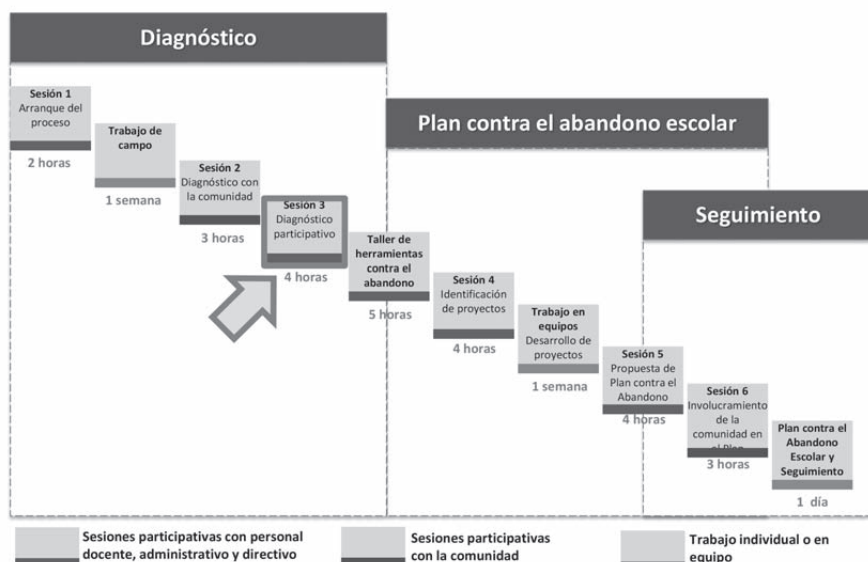 Diagnóstico
Sesión 1
Arranque del
proceso
2 horas
Trabajo de
campo
1 semana
Sesión 2
Diagnóstico con
la comunidad
3 horas
Sesión 3
Diagnóstico
participativo
4 horas
Plan contra el abandono escolar
Taller de
herramientas
contra el
abandono
5 horas
Sesión 4
Identificación
de proyectos
4 horas
Trabajo en
equipos
Desarrollo de
proyectos
1 semana
Seguimiento
Sesión 5
Propuesta de
Plan contra el
Abandono
4 horas
Sesión 6
Involucramiento
de la
comunidad en
el Plan
3 horas
Plan contra el
Abandono
Escolar y
Seguimiento
1 día
Sesiones participativas con personal
docente, administrativo y directivo
Sesiones participativas
con la comunidad
Trabajo individual o en
equipo